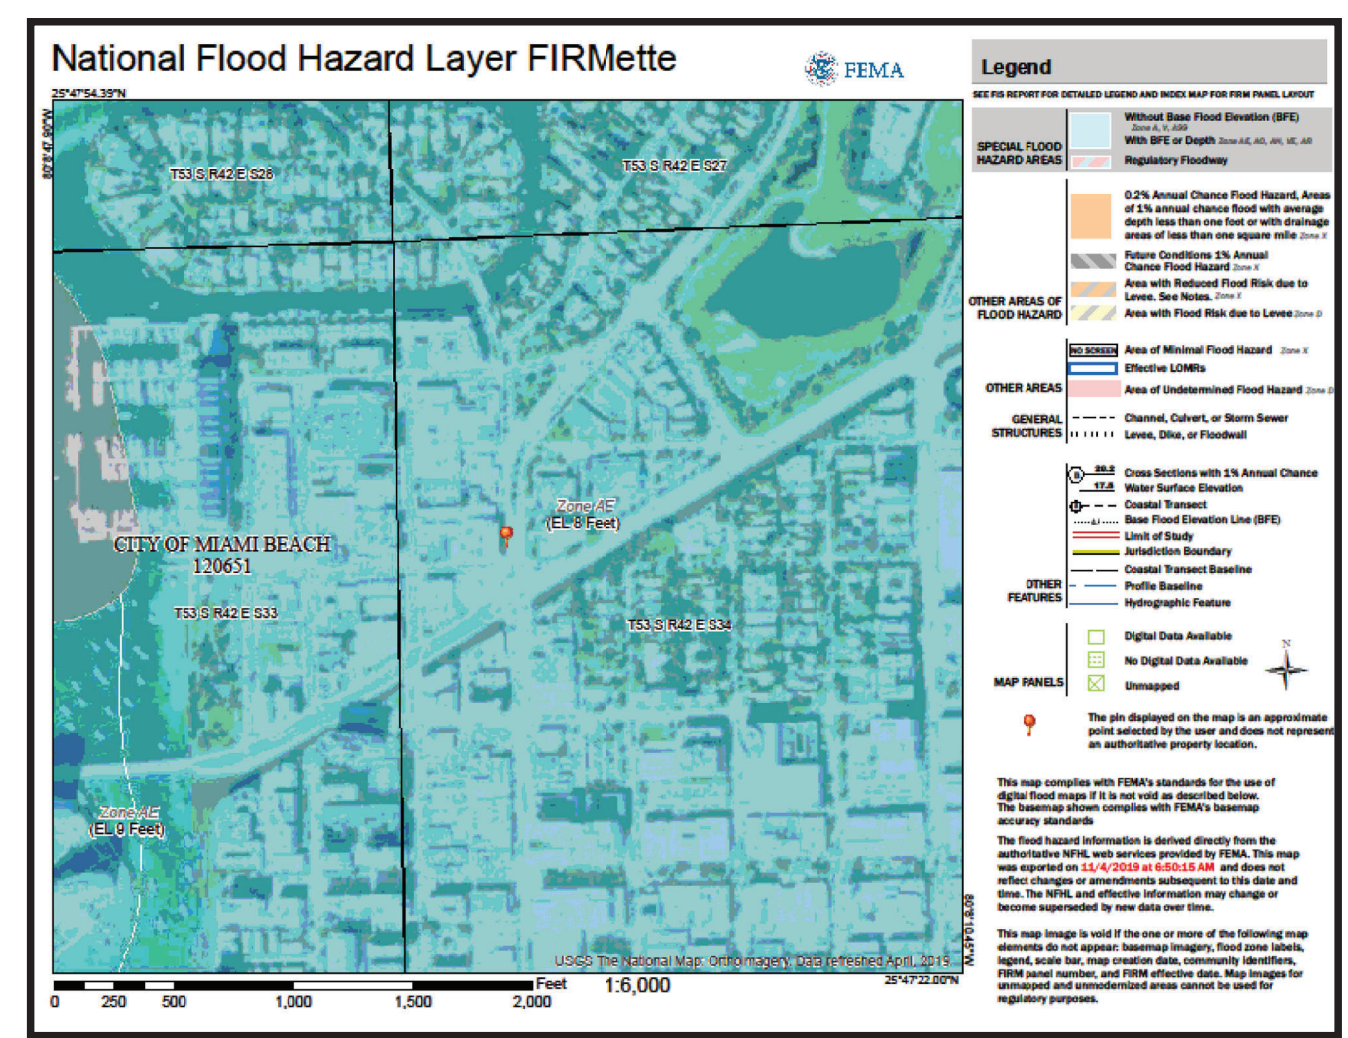 National Flood Hazard Layer FIRMette
FEMA
25°47'54.39"N
80°8'47.90"W
T53 S R42 E S28
T53 S R42 E S27
Zone AE
(EL 8 Feet)
CITY OF MIAMI BEACH
120651
T53 S R42 E S33
T53 S R42 E S34
Zone AE
(EL 9 Feet)
USGS The National Map: Orthoimagery. Data refreshed April, 2019.
80°8'10.45"W
25°47'22.00"N
Feet
1:6,000
0 250 500 1,000 1,500 2,000
Legend
SEE FIS REPORT FOR DETAILED LEGEND AND INDEX MAP FOR FIRM PANEL LAYOUT
SPECIAL FLOOD
HAZARD AREAS
Without Base Flood Elevation (BFE)
Zone A, V, A99
With BFE or Depth Zone AE, AO, AH, VE, AR
Regulatory Floodway
0.2% Annual Chance Flood Hazard, Areas
of 1% annual chance flood with average
depth less than one foot or with drainage
areas of less than one square mile Zone X
Future Conditions 1% Annual
Chance Flood Hazard Zone X
Area with Reduced Flood Risk due to
Levee. See Notes. Zone X
Area with Flood Risk due to Levee Zone D
OTHER AREAS OF
FLOOD HAZARD
NO SCREEN Area of Minimal Flood Hazard Zone X
Effective LOMRs
OTHER AREAS
Area of Undetermined Flood Hazard Zone D
GENERAL
STRUCTURES
Channel, Culvert, or Storm Sewer
Levee, Dike, or Floodwall
B 20.2 Cross Sections with 1% Annual Chance
17.5 Water Surface Elevation
8 Coastal Transect
Base Flood Elevation Line (BFE)
Limit of Study
Jurisdiction Boundary
Coastal Transect Baseline
OTHER
FEATURES
Profile Baseline
Hydrographic Feature
Digital Data Available
No Digital Data Available
MAP PANELS
Unmapped
N
The pin displayed on the map is an approximate
point selected by the user and does not represent
an authoritative property location.
This map complies with FEMA's standards for the use of
digital flood maps if it is not void as described below.
The basemap shown complies with FEMA's basemap
accuracy standards
The flood hazard information is derived directly from the
authoritative NFHL web services provided by FEMA. This map
was exported on 11/4/2019 at 6:50:15 AM and does not
reflect changes or amendments subsequent to this date and
time. The NFHL and effective information may change or
become superseded by new data over time.
This map image is void if the one or more of the following map
elements do not appear: basemap imagery, flood zone labels,
legend, scale bar, map creation date, community identifiers,
FIRM panel number, and FIRM effective date. Map images for
unmapped and unmodernized areas cannot be used for
regulatory purposes.